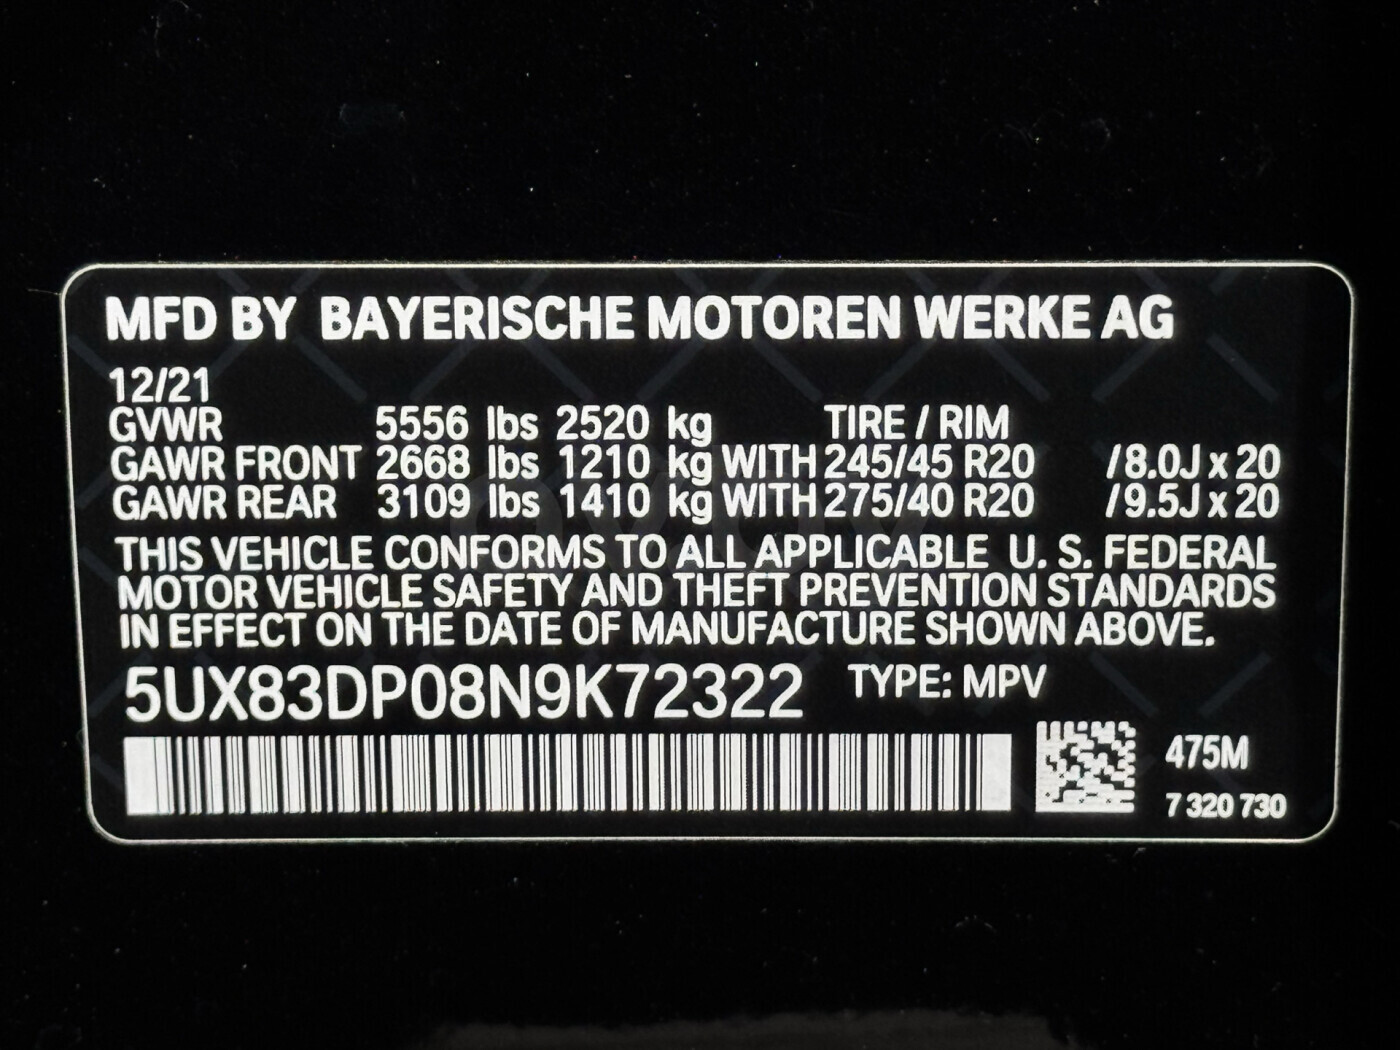 MFD BY BAYERISCHE MOTOREN WERKE AG
12/21
GVWR 5556 lbs 2520 kg TIRE / RIM
GAWR FRONT 2668 lbs 1210 kg WITH 245/45 R20 /8.0J x 20
GAWR REAR 3109 lbs 1410 kg WITH 275/40 R20 /9.5J x 20
THIS VEHICLE CONFORMS TO ALL APPLICABLE U. S. FEDERAL
MOTOR VEHICLE SAFETY AND THEFT PREVENTION STANDARDS
IN EFFECT ON THE DATE OF MANUFACTURE SHOWN ABOVE.
5UX83DP08N9K72322 TYPE: MPV
475M
7 320 730